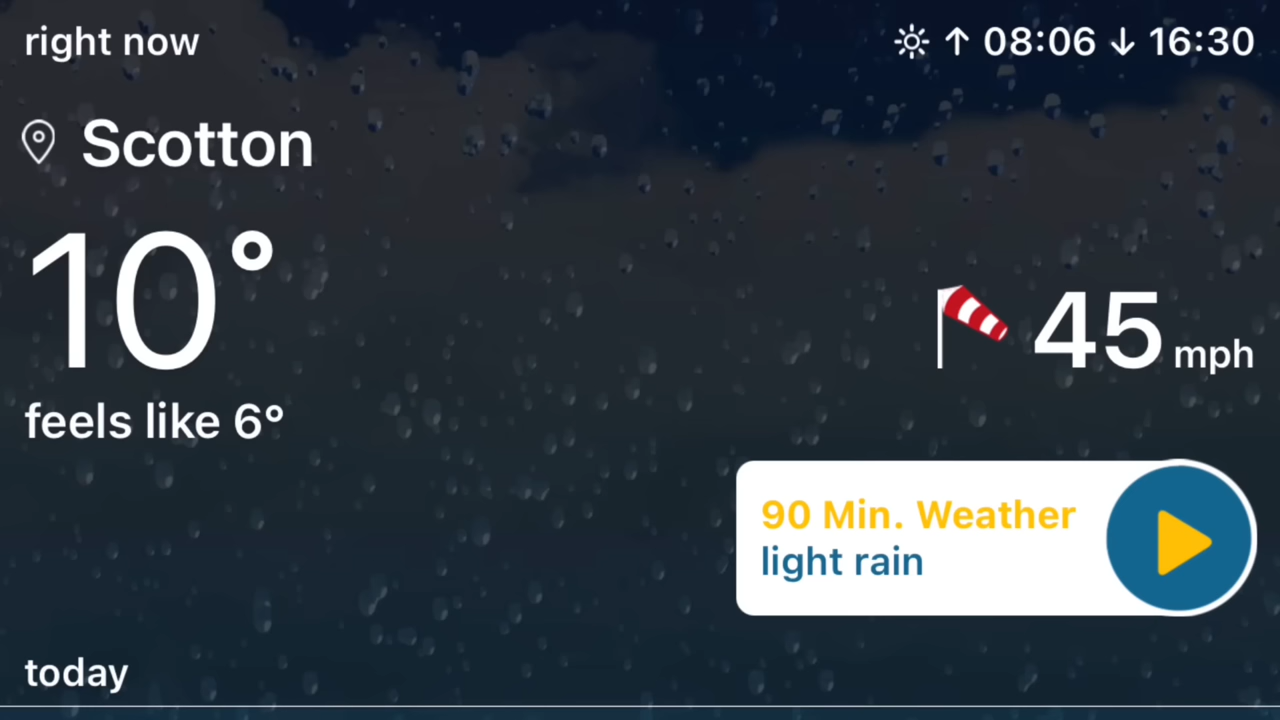 right now
↑ 08:06 ↓ 16:30
Scotton
10°
45 mph
feels like 6°
90 Min. Weather
light rain
today